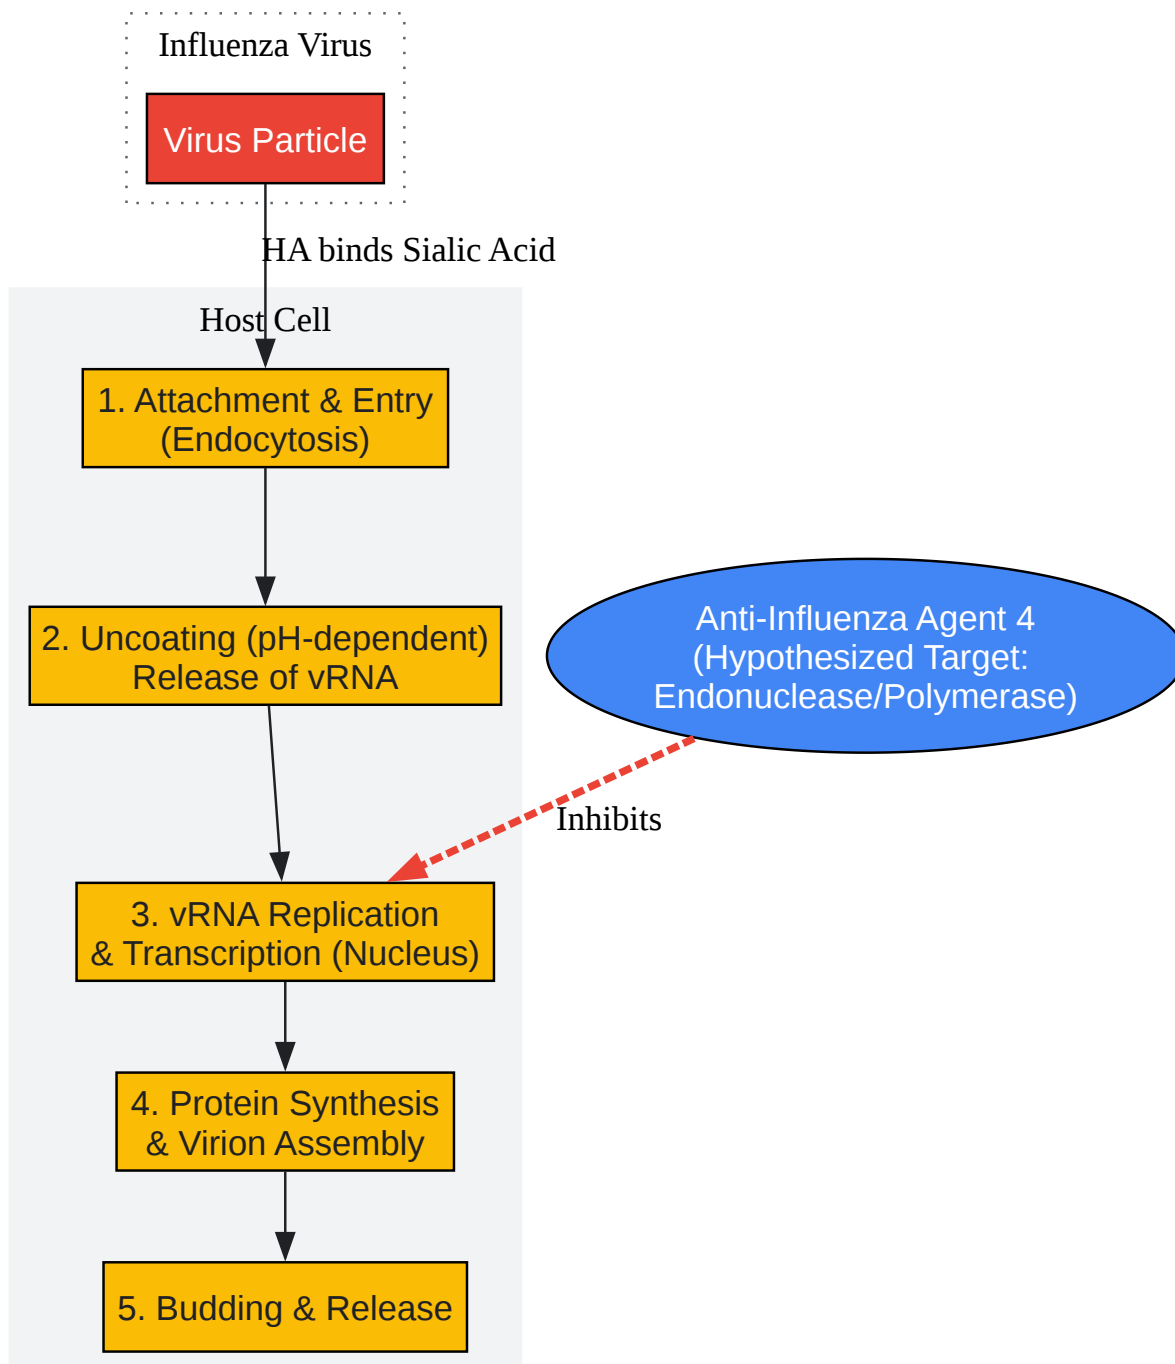 Influenza Virus
Virus Particle
HA binds Sialic Acid
Host Cell
1. Attachment & Entry
(Endocytosis)
2. Uncoating (pH-dependent)
Release of vRNA
Anti-Influenza Agent 4
(Hypothesized Target:
Endonuclease/Polymerase)
Inhibits
3. vRNA Replication
& Transcription (Nucleus)
4. Protein Synthesis
& Virion Assembly
5. Budding & Release